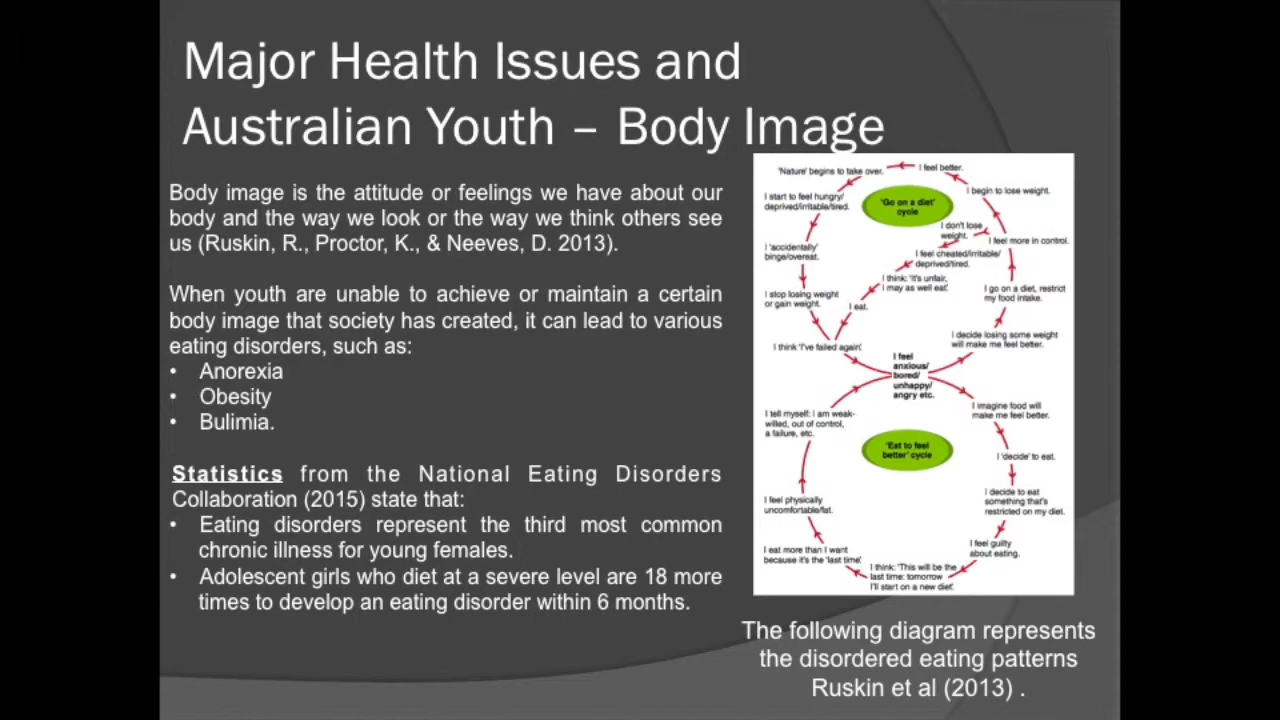 Major Health Issues and
Australian Youth – Body Image
Body image is the attitude or feelings we have about our
body and the way we look or the way we think others see
us (Ruskin, R., Proctor, K., & Neeves, D. 2013).
When youth are unable to achieve or maintain a certain
body image that society has created, it can lead to various
eating disorders, such as:
• Anorexia
• Obesity
• Bulimia.
Statistics from the National Eating Disorders
Collaboration (2015) state that:
• Eating disorders represent the third most common
chronic illness for young females.
• Adolescent girls who diet at a severe level are 18 more
times to develop an eating disorder within 6 months.
'Go on a diet'
cycle
I feel better.
'Nature' begins to take over.
I start to feel hungry/
deprived/irritable/tired.
I 'accidentally'
binge/overeat.
I stop losing weight
or gain weight.
I think 'I've failed again'.
I begin to lose weight.
I don't lose
weight.
I feel more in control.
I feel cheated/irritable/
deprived/tired.
I think: 'It's unfair,
I may as well eat'.
I eat.
I go on a diet, restrict
my food intake.
I decide losing some weight
will make me feel better.
I feel
anxious/
bored/
unhappy/
angry etc.
I imagine food will
make me feel better.
I 'decide' to eat.
I decide to eat
something that's
restricted on my diet.
I feel guilty
about eating.
I think: 'This will be the
last time: tomorrow
I'll start on a new diet'.
I eat more than I want
because it's the 'last time'.
I feel physically
uncomfortable/fat.
I tell myself: I am weak-
willed, out of control,
a failure, etc.
'Eat to feel
better' cycle
The following diagram represents
the disordered eating patterns
Ruskin et al (2013) .